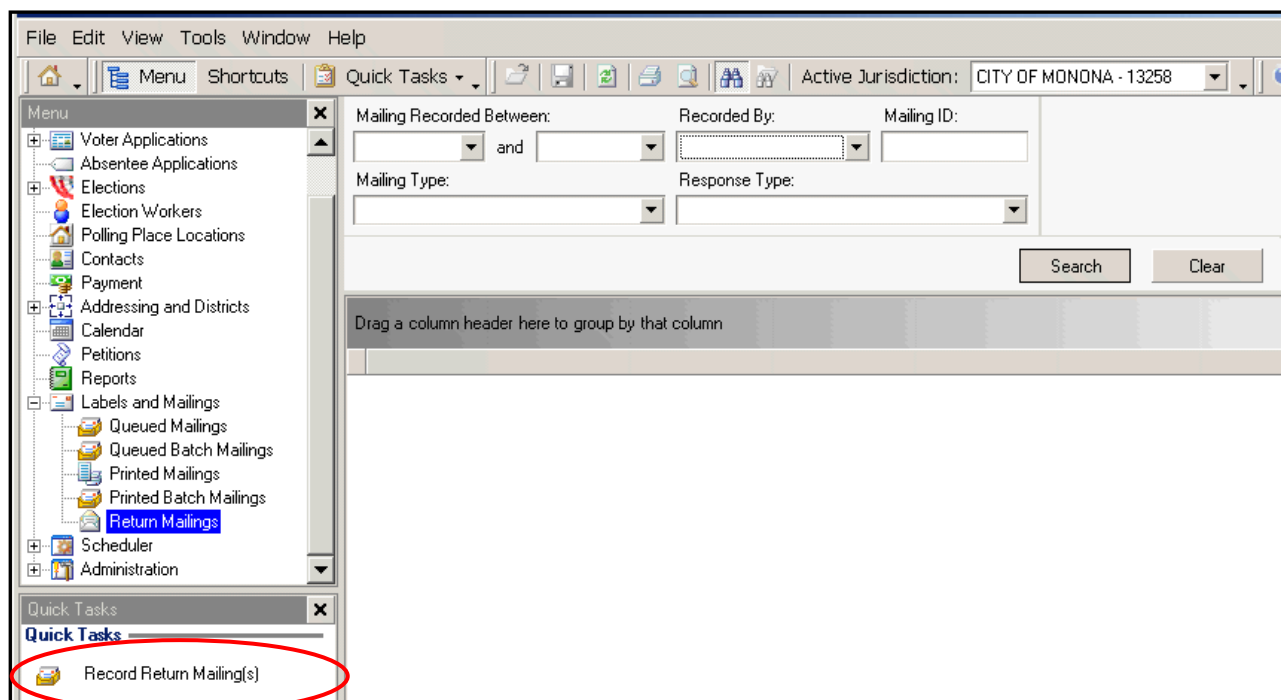 File Edit View Tools Window Help
Menu Shortcuts Quick Tasks Active Jurisdiction: CITY OF MONONA - 13258
Menu
Voter Applications
Absentee Applications
Elections
Election Workers
Polling Place Locations
Contacts
Payment
Addressing and Districts
Calendar
Petitions
Reports
Labels and Mailings
Queued Mailings
Queued Batch Mailings
Printed Mailings
Printed Batch Mailings
Return Mailings
Scheduler
Administration
Quick Tasks
Quick Tasks
Record Return Mailing(s)
Mailing Recorded Between: Recorded By: Mailing ID:
and
Mailing Type: Response Type:
Search Clear
Drag a column header here to group by that column